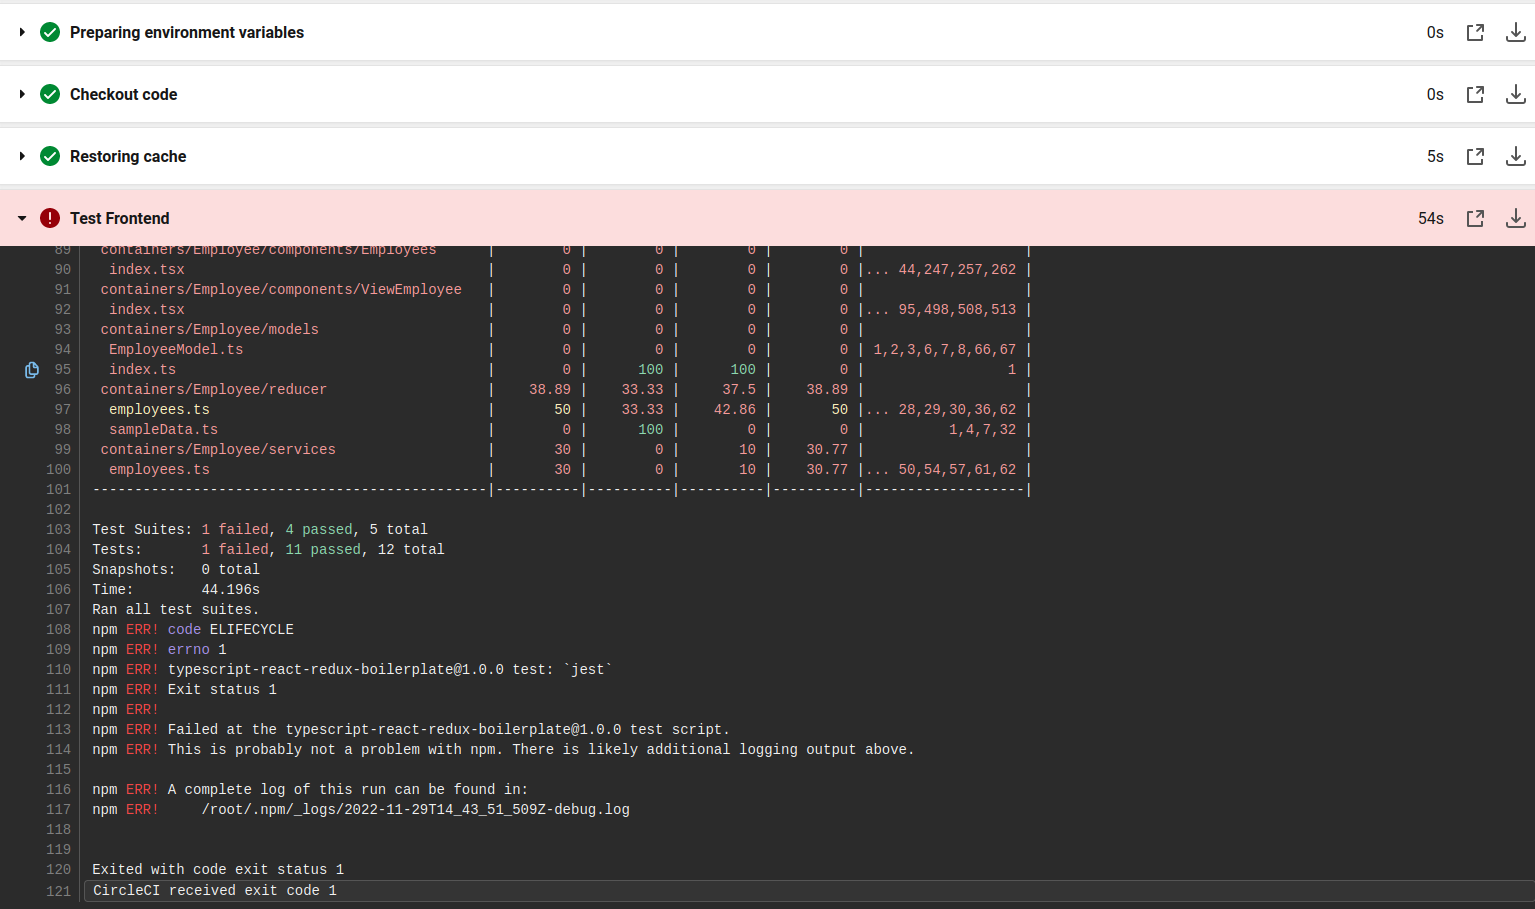 Preparing environment variables 0s
Checkout code 0s
Restoring cache 5s
Test Frontend 54s
89 containers/Employee/components/Employees | 0 | 0 | 0 | 0 | |
90 index.tsx | 0 | 0 | 0 | 0 |... 44,247,257,262 |
91 containers/Employee/components/ViewEmployee | 0 | 0 | 0 | 0 | |
92 index.tsx | 0 | 0 | 0 | 0 |... 95,498,508,513 |
93 containers/Employee/models | 0 | 0 | 0 | 0 | |
94 EmployeeModel.ts | 0 | 0 | 0 | 0 | 1,2,3,6,7,8,66,67 |
95 index.ts | 0 | 100 | 100 | 0 | 1 |
96 containers/Employee/reducer | 38.89 | 33.33 | 37.5 | 38.89 | |
97 employees.ts | 50 | 33.33 | 42.86 | 50 |... 28,29,30,36,62 |
98 sampleData.ts | 0 | 100 | 0 | 0 | 1,4,7,32 |
99 containers/Employee/services | 30 | 0 | 10 | 30.77 | |
100 employees.ts | 30 | 0 | 10 | 30.77 |... 50,54,57,61,62 |
101 -----------------------------------------------|----------|----------|----------|----------|-------------------|
102
103 Test Suites: 1 failed, 4 passed, 5 total
104 Tests: 1 failed, 11 passed, 12 total
105 Snapshots: 0 total
106 Time: 44.196s
107 Ran all test suites.
108 npm ERR! code ELIFECYCLE
109 npm ERR! errno 1
110 npm ERR! typescript-react-redux-boilerplate@1.0.0 test: `jest`
111 npm ERR! Exit status 1
112 npm ERR!
113 npm ERR! Failed at the typescript-react-redux-boilerplate@1.0.0 test script.
114 npm ERR! This is probably not a problem with npm. There is likely additional logging output above.
115
116 npm ERR! A complete log of this run can be found in:
117 npm ERR! /root/.npm/_logs/2022-11-29T14_43_51_509Z-debug.log
118
119
120 Exited with code exit status 1
121 CircleCI received exit code 1